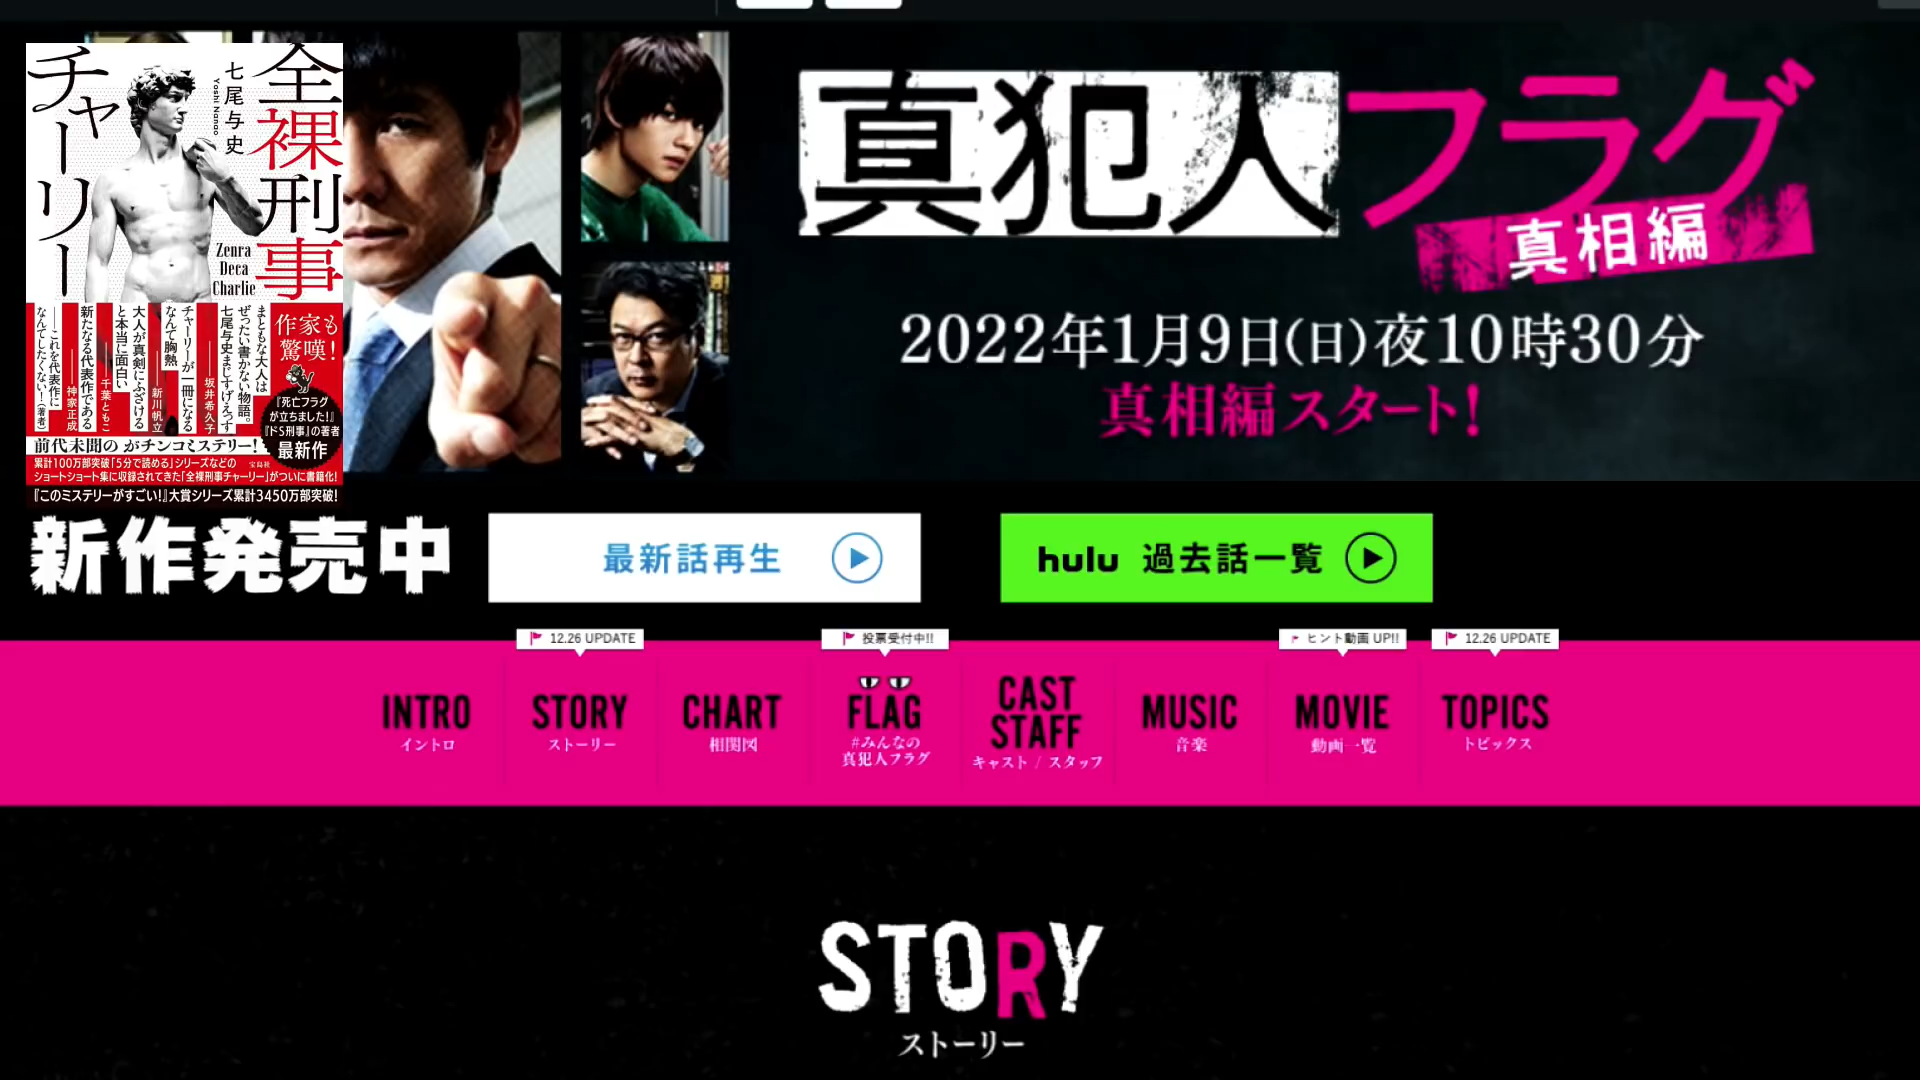 全裸刑事
チャーリー
七尾与史
Yoshi Nanao
Zenra
Deca
Charlie
作家も
驚嘆!
まともな大人は
ぜったい書かない物語。
七尾与史まじすげえっす
──坂井希久子
チャーリーが一冊になる
なんて胸熱
──新川帆立
大人が真剣にふざける
と本当に面白い
──千葉ともこ
新たなる代表作である
──神家正成
──これを代表作に
なんてしたくない!(著者)
『死亡フラグ
が立ちました!』
『ドS刑事』の著者
最新作
前代未聞の がチンコミステリー!
累計100万部突破「5分で読める」シリーズなどの
宝島社
ショートショート集に収録されてきた「全裸刑事チャーリー」がついに書籍化!
『このミステリーがすごい!』大賞シリーズ累計3450万部突破!
新作発売中
真犯人フラグ
真相編
2022年1月9日(日)夜10時30分
真相編スタート!
最新話再生
hulu 過去話一覧
12.26 UPDATE
投票受付中!!
ヒント動画 UP!!
12.26 UPDATE
INTRO
イントロ
STORY
ストーリー
CHART
相関図
FLAG
#みんなの
真犯人フラグ
CAST
STAFF
キャスト / スタッフ
MUSIC
音楽
MOVIE
動画一覧
TOPICS
トピックス
STORY
ストーリー